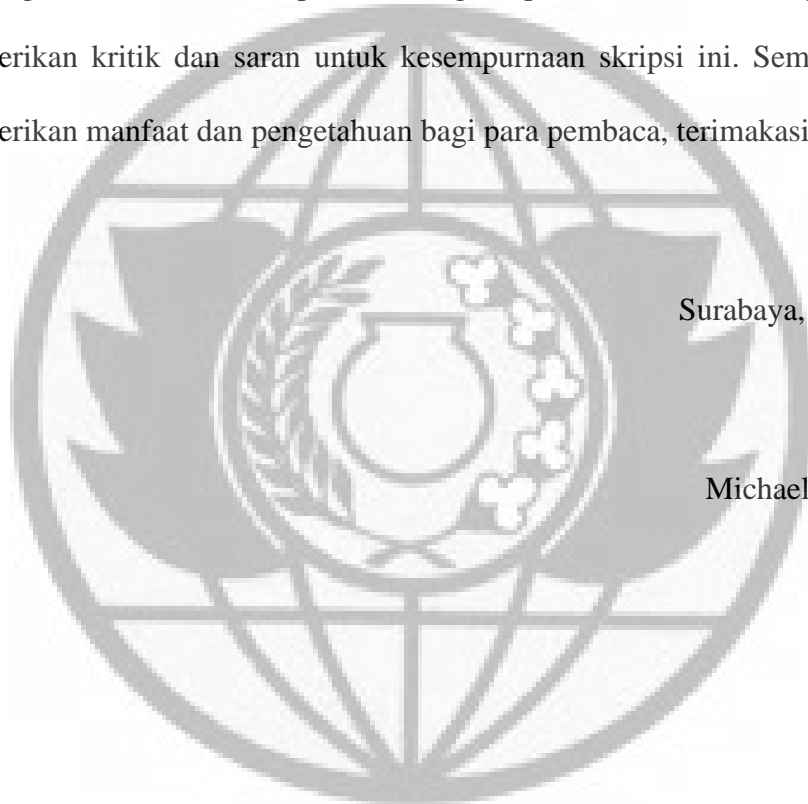 erikan kritik dan saran untuk kesempurnaan skripsi ini. Sem
erikan manfaat dan pengetahuan bagi para pembaca, terimakasi
Surabaya,
Michael